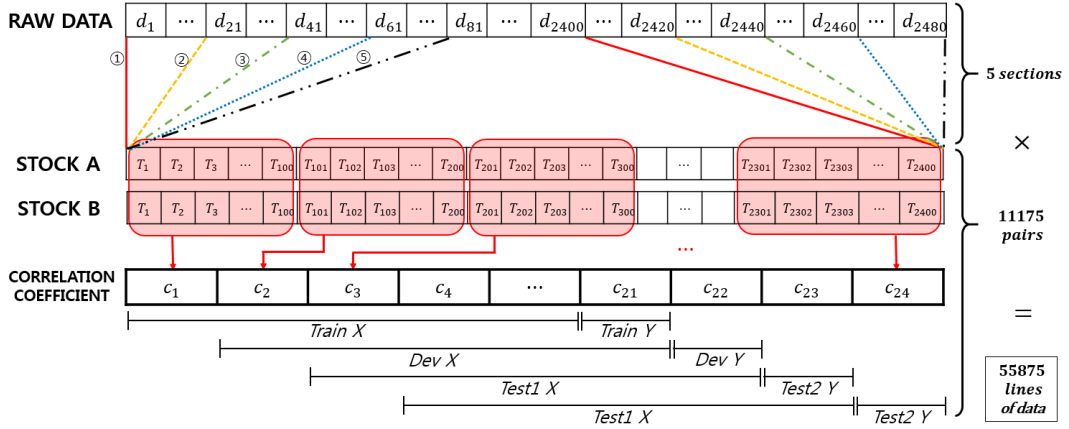 RAW DATA d1 ... d21 ... d41 ... d61 ... d81 ... d2400 ... d2420 ... d2440 ... d2460 ... d2480
① ② ③ ④ ⑤
5 sections
×
STOCK A T1 T2 T3 ... T100 T101 T102 T103 ... T200 T201 T202 T203 ... T300 ... T2301 T2302 T2303 ... T2400
STOCK B T1 T2 T3 ... T100 T101 T102 T103 ... T200 T201 T202 T203 ... T300 ... T2301 T2302 T2303 ... T2400
11175
pairs
...
CORRELATION
COEFFICIENT
c1 c2 c3 c4 ... c21 c22 c23 c24
=
Train X Train Y
Dev X Dev Y
Test1 X Test2 Y
Test1 X Test2 Y
55875
lines
of data